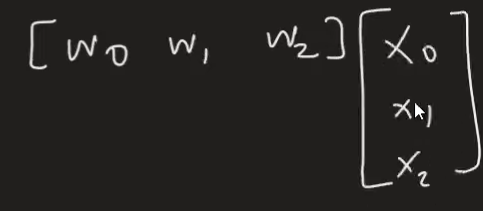 [w₀ w₁ w₂] [x₀
x₁
x₂]